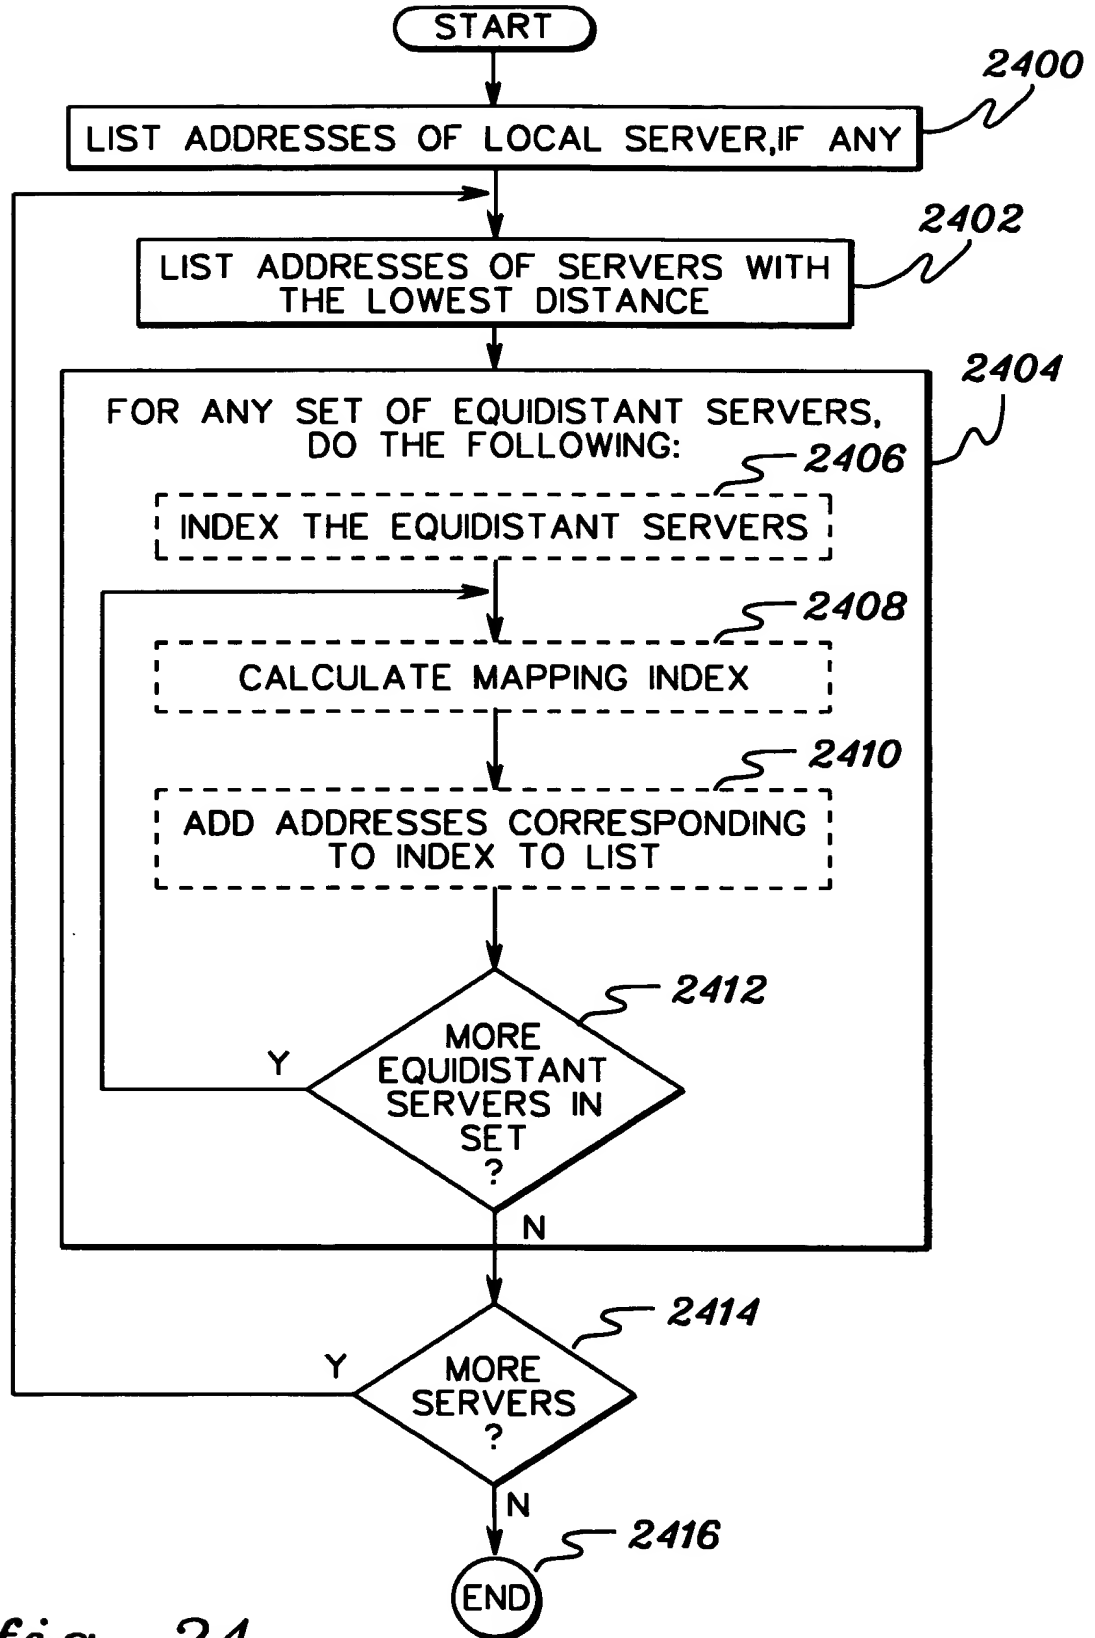 START
2400
LIST ADDRESSES OF LOCAL SERVER,IF ANY
2402
LIST ADDRESSES OF SERVERS WITH
THE LOWEST DISTANCE
2404
FOR ANY SET OF EQUIDISTANT SERVERS,
DO THE FOLLOWING:
2406
INDEX THE EQUIDISTANT SERVERS
2408
CALCULATE MAPPING INDEX
2410
ADD ADDRESSES CORRESPONDING
TO INDEX TO LIST
2412
MORE
EQUIDISTANT
SERVERS IN
SET
?
Y
N
2414
MORE
SERVERS
?
Y
N
2416
END
fig. 24